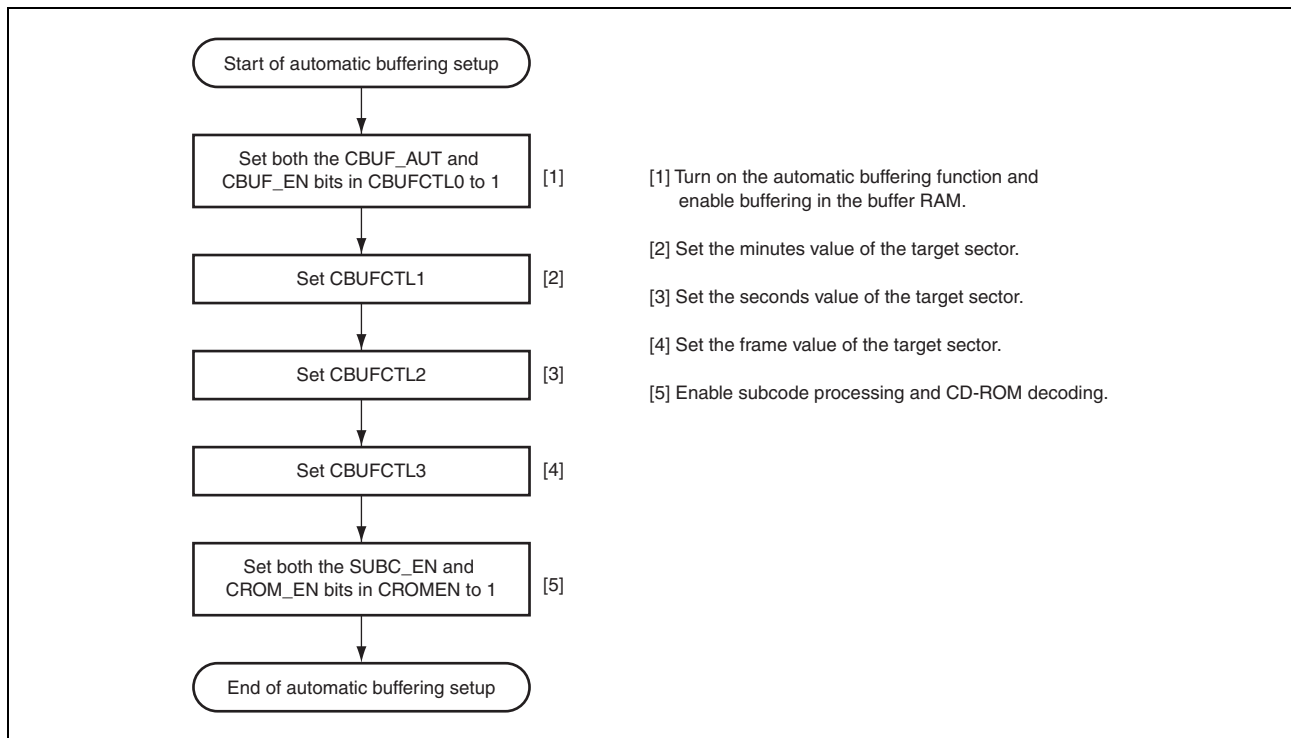 Start of automatic buffering setup
Set both the CBUF_AUT and
CBUF_EN bits in CBUFCTL0 to 1
[1]
Set CBUFCTL1
[2]
Set CBUFCTL2
[3]
Set CBUFCTL3
[4]
Set both the SUBC_EN and
CROM_EN bits in CROMEN to 1
[5]
End of automatic buffering setup
[1] Turn on the automatic buffering function and
enable buffering in the buffer RAM.
[2] Set the minutes value of the target sector.
[3] Set the seconds value of the target sector.
[4] Set the frame value of the target sector.
[5] Enable subcode processing and CD-ROM decoding.